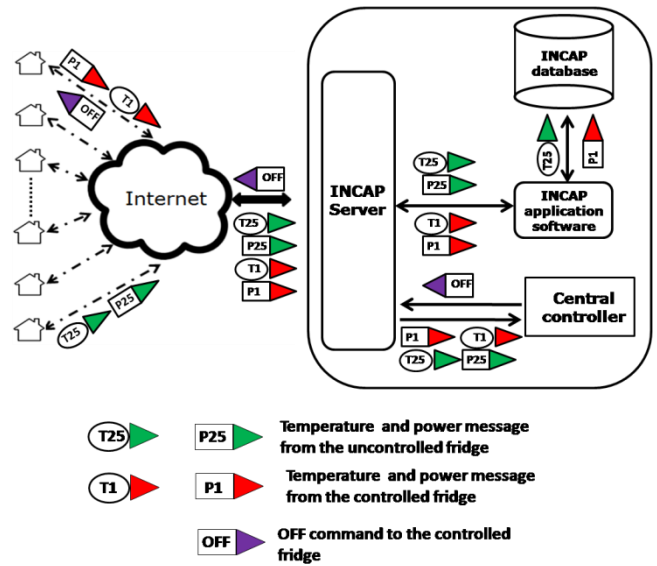 P1
T1
OFF
Internet
T25
P25
OFF
T25
P25
T1
P1
INCAP
Server
INCAP
database
T25
P1
T25
P25
T1
P1
INCAP
application
software
OFF
Central
controller
P1
T1
T25
P25
T25
P25
Temperature and power message
from the uncontrolled fridge
T1
P1
Temperature and power message
from the controlled fridge
OFF
OFF command to the controlled
fridge